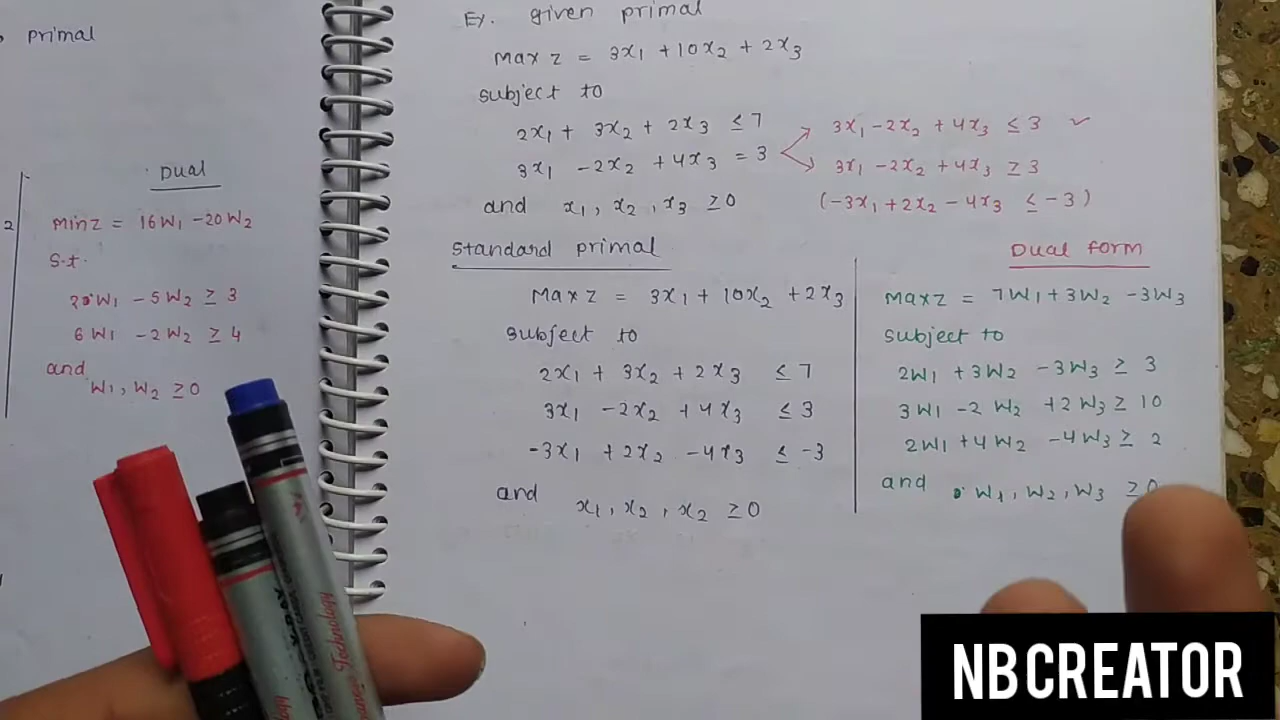 primal
2
Dual
Min Z = 16W1 - 20W2
S.t.
2W1 - 5W2 ≥ 3
6W1 - 2W2 ≥ 4
and
W1, W2 ≥ 0
Ex. given primal
Max Z = 3x1 + 10x2 + 2x3
subject to
2x1 + 3x2 + 2x3 ≤ 7
3x1 - 2x2 + 4x3 = 3
and x1, x2, x3 ≥ 0
3x1 - 2x2 + 4x3 ≤ 3 ✓
3x1 - 2x2 + 4x3 ≥ 3
(-3x1 + 2x2 - 4x3 ≤ -3)
Standard primal
Max Z = 3x1 + 10x2 + 2x3
subject to
2x1 + 3x2 + 2x3 ≤ 7
3x1 - 2x2 + 4x3 ≤ 3
-3x1 + 2x2 - 4x3 ≤ -3
and
x1, x2, x2 ≥ 0
Dual form
Max Z = 7W1 + 3W2 - 3W3
subject to
2W1 + 3W2 - 3W3 ≥ 3
3W1 - 2W2 + 2W3 ≥ 10
2W1 + 4W2 - 4W3 ≥ 2
and W1, W2, W3 ≥ 0
Technology
NB CREATOR